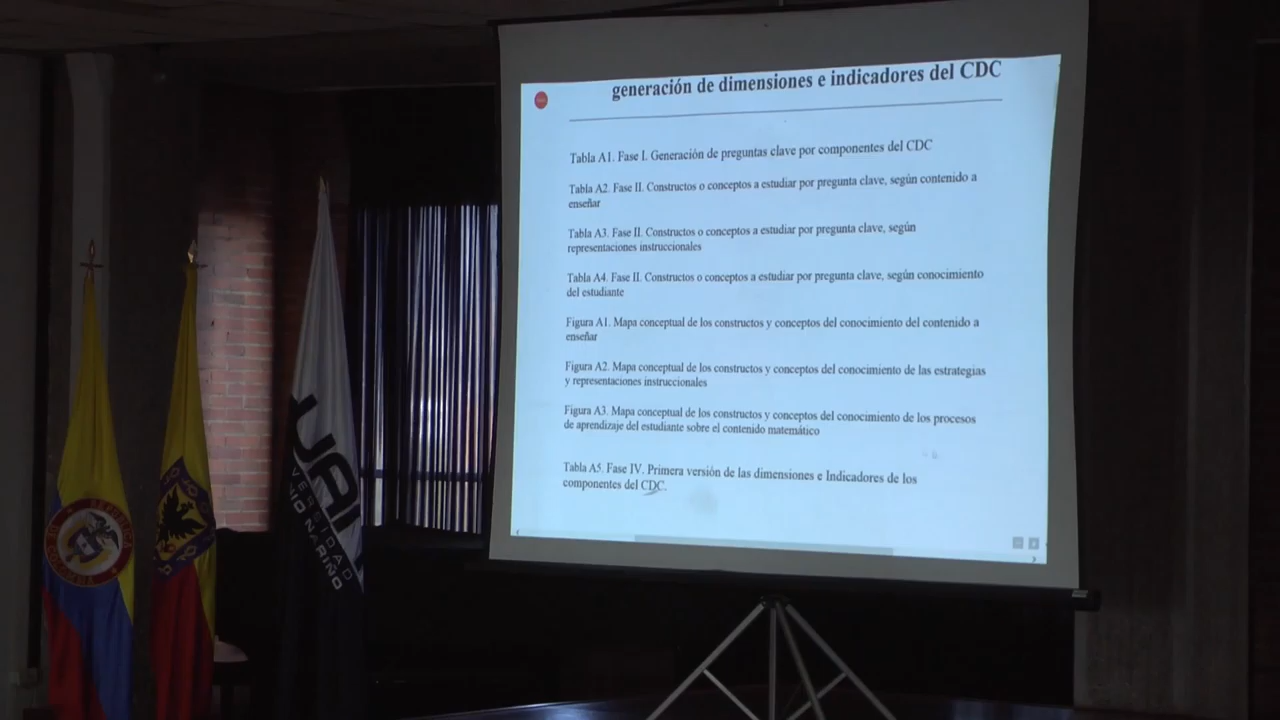 generación de dimensiones e indicadores del CDC
Tabla A1. Fase I. Generación de preguntas clave por componentes del CDC
Tabla A2. Fase II. Constructos o conceptos a estudiar por pregunta clave, según contenido a
enseñar
Tabla A3. Fase II. Constructos o conceptos a estudiar por pregunta clave, según
representaciones instruccionales
Tabla A4. Fase II. Constructos o conceptos a estudiar por pregunta clave, según conocimiento
del estudiante
Figura A1. Mapa conceptual de los constructos y conceptos del conocimiento del contenido a
enseñar
Figura A2. Mapa conceptual de los constructos y conceptos del conocimiento de las estrategias
y representaciones instruccionales
Figura A3. Mapa conceptual de los constructos y conceptos del conocimiento de los procesos
de aprendizaje del estudiante sobre el contenido matemático
Tabla A5. Fase IV. Primera versión de las dimensiones e Indicadores de los
componentes del CDC.
UAN
NARIÑO